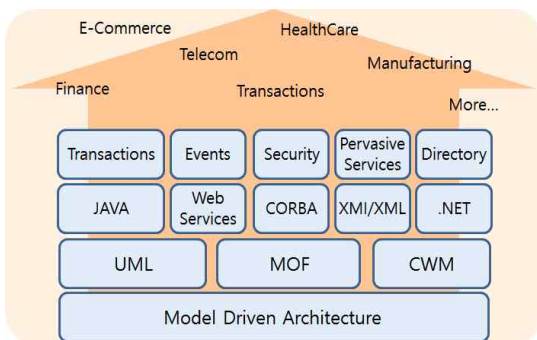 E-Commerce
HealthCare
Telecom
Manufacturing
Finance
Transactions
More...
Transactions
Events
Security
Pervasive
Services
Directory
JAVA
Web
Services
CORBA
XMI/XML
.NET
UML
MOF
CWM
Model Driven Architecture